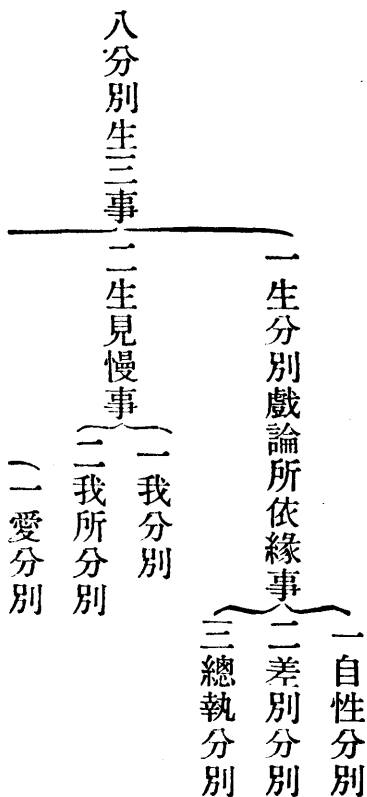 八分別生三事
一生分別戲論所依緣事
一自性分別
二差別分別
三總執分別
二生見慢事
一我分別
二我所分別
一愛分別